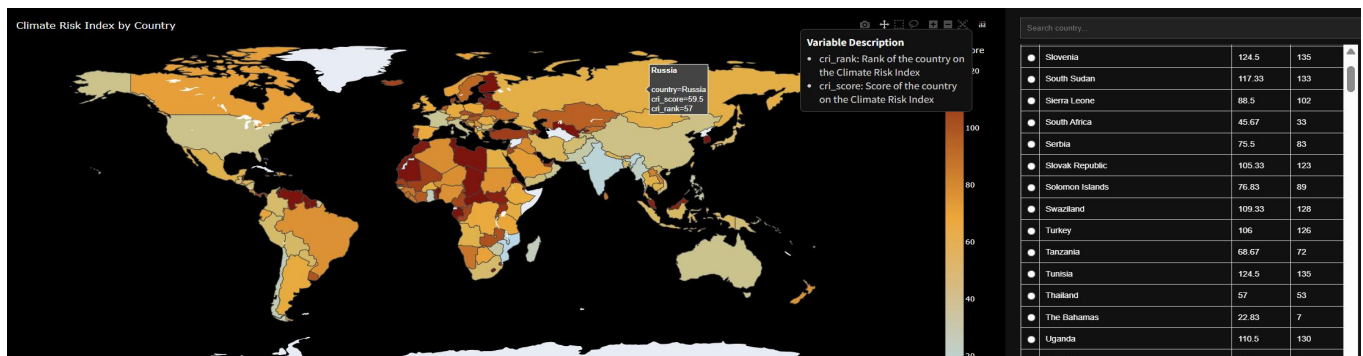 Climate Risk Index by Country
Variable Description
cri_rank: Rank of the country on
the Climate Risk Index
cri_score: Score of the country
on the Climate Risk Index
Russia
country=Russia
cri_score=59.5
cri_rank=57
ore
20
100
80
60
40
20
Search country...
Slovenia 124.5 135
South Sudan 117.33 133
Sierra Leone 88.5 102
South Africa 45.67 33
Serbia 75.5 83
Slovak Republic 105.33 123
Solomon Islands 76.83 89
Swaziland 109.33 128
Turkey 106 126
Tanzania 68.67 72
Tunisia 124.5 135
Thailand 57 53
The Bahamas 22.83 7
Uganda 110.5 130